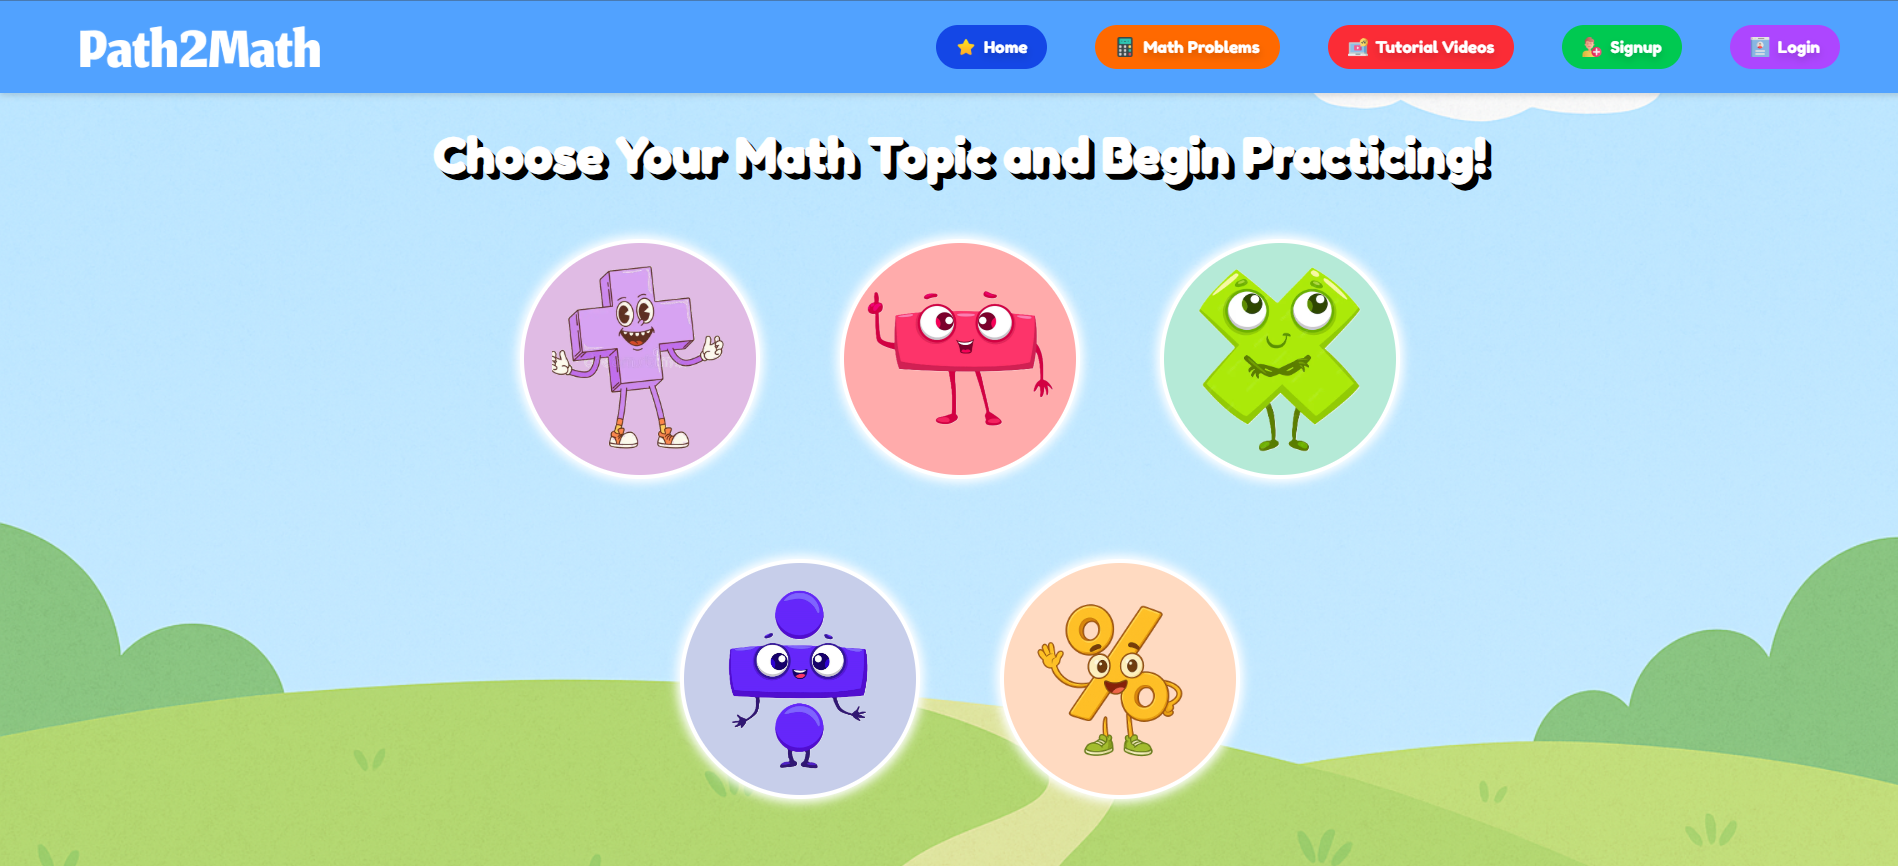 Path2Math
Home
Math Problems
Tutorial Videos
Signup
Login
Choose Your Math Topic and Begin Practicing!
%